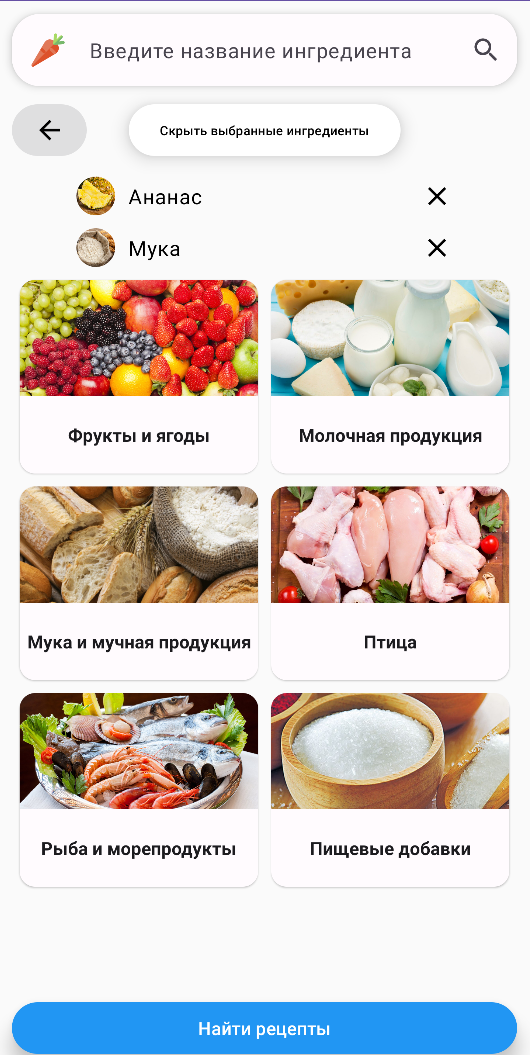 Введите название ингредиента
Скрыть выбранные ингредиенты
Ананас
Мука
Фрукты и ягоды
Молочная продукция
Мука и мучная продукция
Птица
Рыба и морепродукты
Пищевые добавки
Найти рецепты